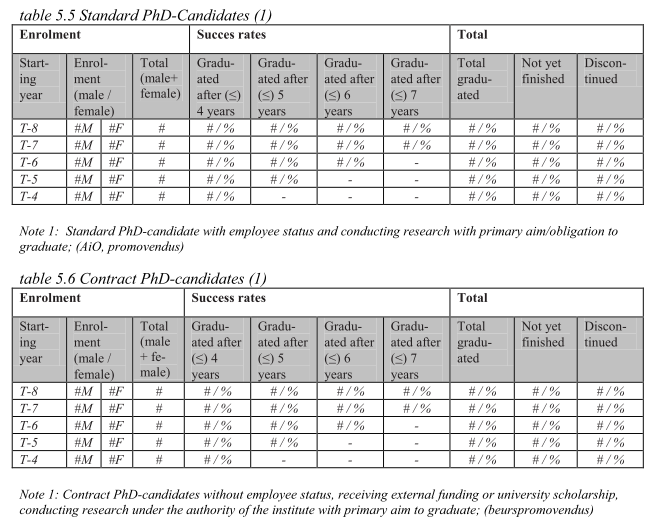 table 5.5 Standard PhD-Candidates (1)
Enrolment Succes rates Total
Start- Enrol- Total Gradu- Gradu- Gradu- Gradu- Total Not yet Discon-
ing ment (male+ ated ated after ated after ated after gradu- finished tinued
year (male / female) after (≤) (≤) 5 (≤) 6 (≤) 7 ated
female) 4 years years years years
T-8 #M #F # # / % # / % # / % # / % # / % # / % # / %
T-7 #M #F # # / % # / % # / % # / % # / % # / % # / %
T-6 #M #F # # / % # / % # / % - # / % # / % # / %
T-5 #M #F # # / % # / % - - # / % # / % # / %
T-4 #M #F # # / % - - - # / % # / % # / %
Note 1: Standard PhD-candidate with employee status and conducting research with primary aim/obligation to
graduate; (AiO, promovendus)
table 5.6 Contract PhD-candidates (1)
Enrolment Success rates Total
Start- Enrol- Total Gradu- Gradu- Gradu- Gradu- Total Not yet Discon-
ing ment (male ated after ated after ated after ated after gradu- finished tinued
year (male / + fe- (≤) 4 (≤) 5 (≤) 6 (≤) 7 ated
female) male) years years years years
T-8 #M #F # # / % # / % # / % # / % # / % # / % # / %
T-7 #M #F # # / % # / % # / % # / % # / % # / % # / %
T-6 #M #F # # / % # / % # / % - # / % # / % # / %
T-5 #M #F # # / % # / % - - # / % # / % # / %
T-4 #M #F # # / % - - - # / % # / % # / %
Note 1: Contract PhD-candidates without employee status, receiving external funding or university scholarship,
conducting research under the authority of the institute with primary aim to graduate; (beurspromovendus)